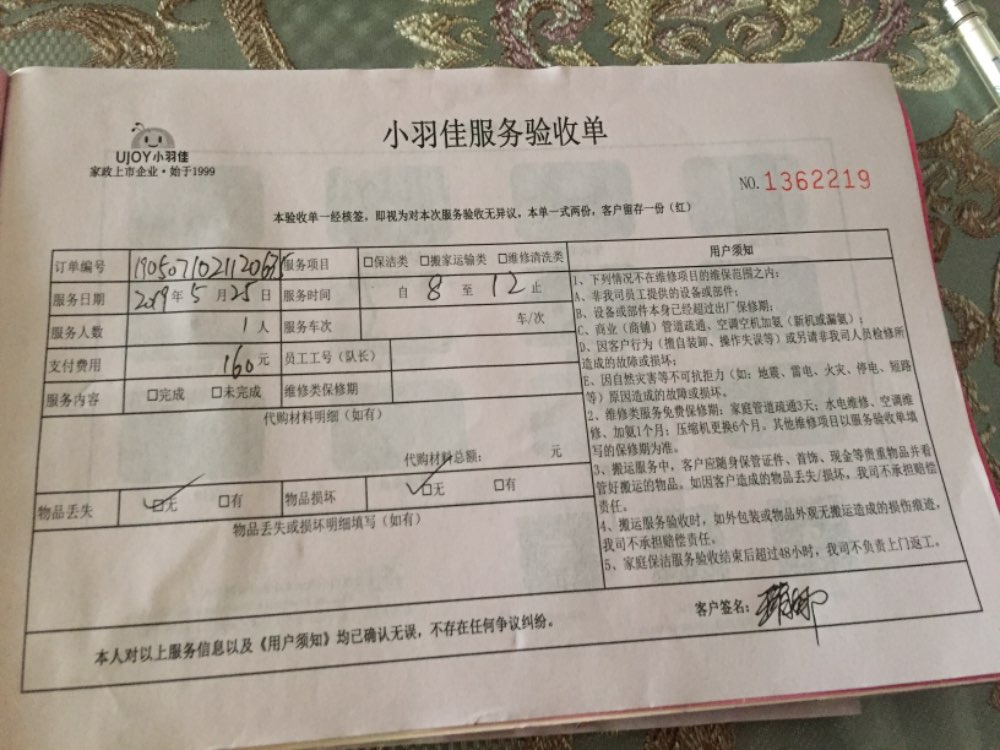 小羽佳服务验收单
UJOY小羽佳
家政上市企业·始于1999
NO.1362219
本验收单一经核签，即视为对本次服务验收无异议，本单一式两份，客户留存一份（红）
订单编号 服务项目 □保洁类 □搬家运输类 □维修清洗类
服务日期 2019年5月25日 服务时间 自 8 至 12 止
服务人数 1人 服务车次 车/次
支付费用 160元 员工工号（队长）
服务内容 □完成 □未完成 维修类保修期
代购材料明细（如有）
代购材料总额： 元
物品丢失 ✓□无 □有 物品损坏 ✓□无 □有
物品丢失或损坏明细填写（如有）
用户须知
1、下列情况不在维修项目的维保范围之内：
A、非我司员工提供的设备或部件；
B、设备或部件本身已经超过出厂保修期；
C、商业（商铺）管道疏通、空调空机加氨（新机或漏氨）；
D、因客户行为（擅自装卸、操作失误等）或另请非我司人员检修所
造成的故障或损坏；
E、因自然灾害等不可抗拒力（如：地震、雷电、火灾、停电、短路
等）原因造成的故障或损坏。
2、维修类服务免费保修期：家庭管道疏通3天；水电维修、空调维
修、加氨1个月；压缩机更换6个月。其他维修项目以服务验收单填
写的保修期为准。
3、搬运服务中，客户应随身保管证件、首饰、现金等贵重物品并看
管好搬运的物品。如因客户造成的物品丢失/损坏，我司不承担赔偿
责任。
4、搬运服务验收时，如外包装或物品外观无搬运造成的损伤痕迹，
我司不承担赔偿责任。
5、家庭保洁服务验收结束后超过48小时，我司不负责上门返工。
客户签名：
本人对以上服务信息以及《用户须知》均已确认无误，不存在任何争议纠纷。